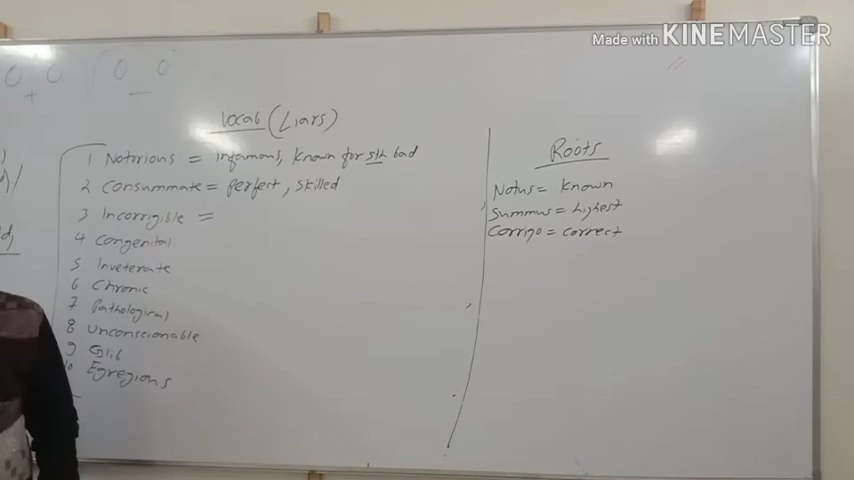 Made with KINEMASTER
Vocab (Liars)
1 Notorious = infamous, known for sth bad
2 Consummate = perfect, skilled
3 Incorrigible =
4 Congenital
5 Inveterate
6 Chronic
7 Pathological
8 Unconscionable
9 Glib
10 Egregious
Roots
Notus = known
Summus = highest
Corrigo = correct